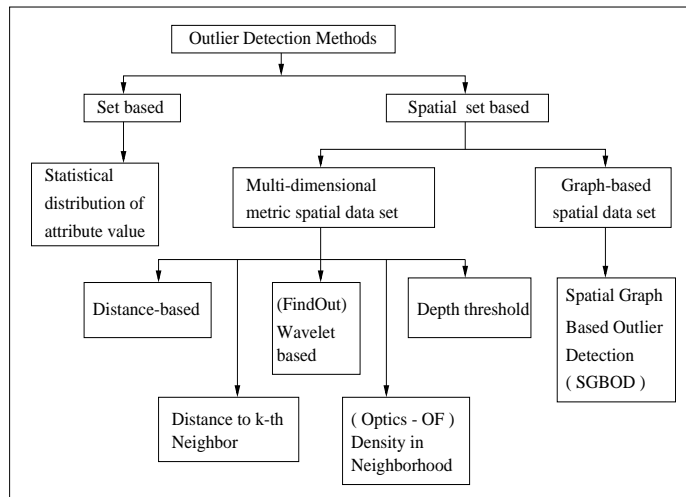 Outlier Detection Methods
Set based
Spatial set based
Statistical
distribution of
attribute value
Multi-dimensional
metric spatial data set
Graph-based
spatial data set
Distance-based
(FindOut)
Wavelet
based
Depth threshold
Spatial Graph
Based Outlier
Detection
( SGBOD )
Distance to k-th
Neighbor
( Optics - OF )
Density in
Neighborhood